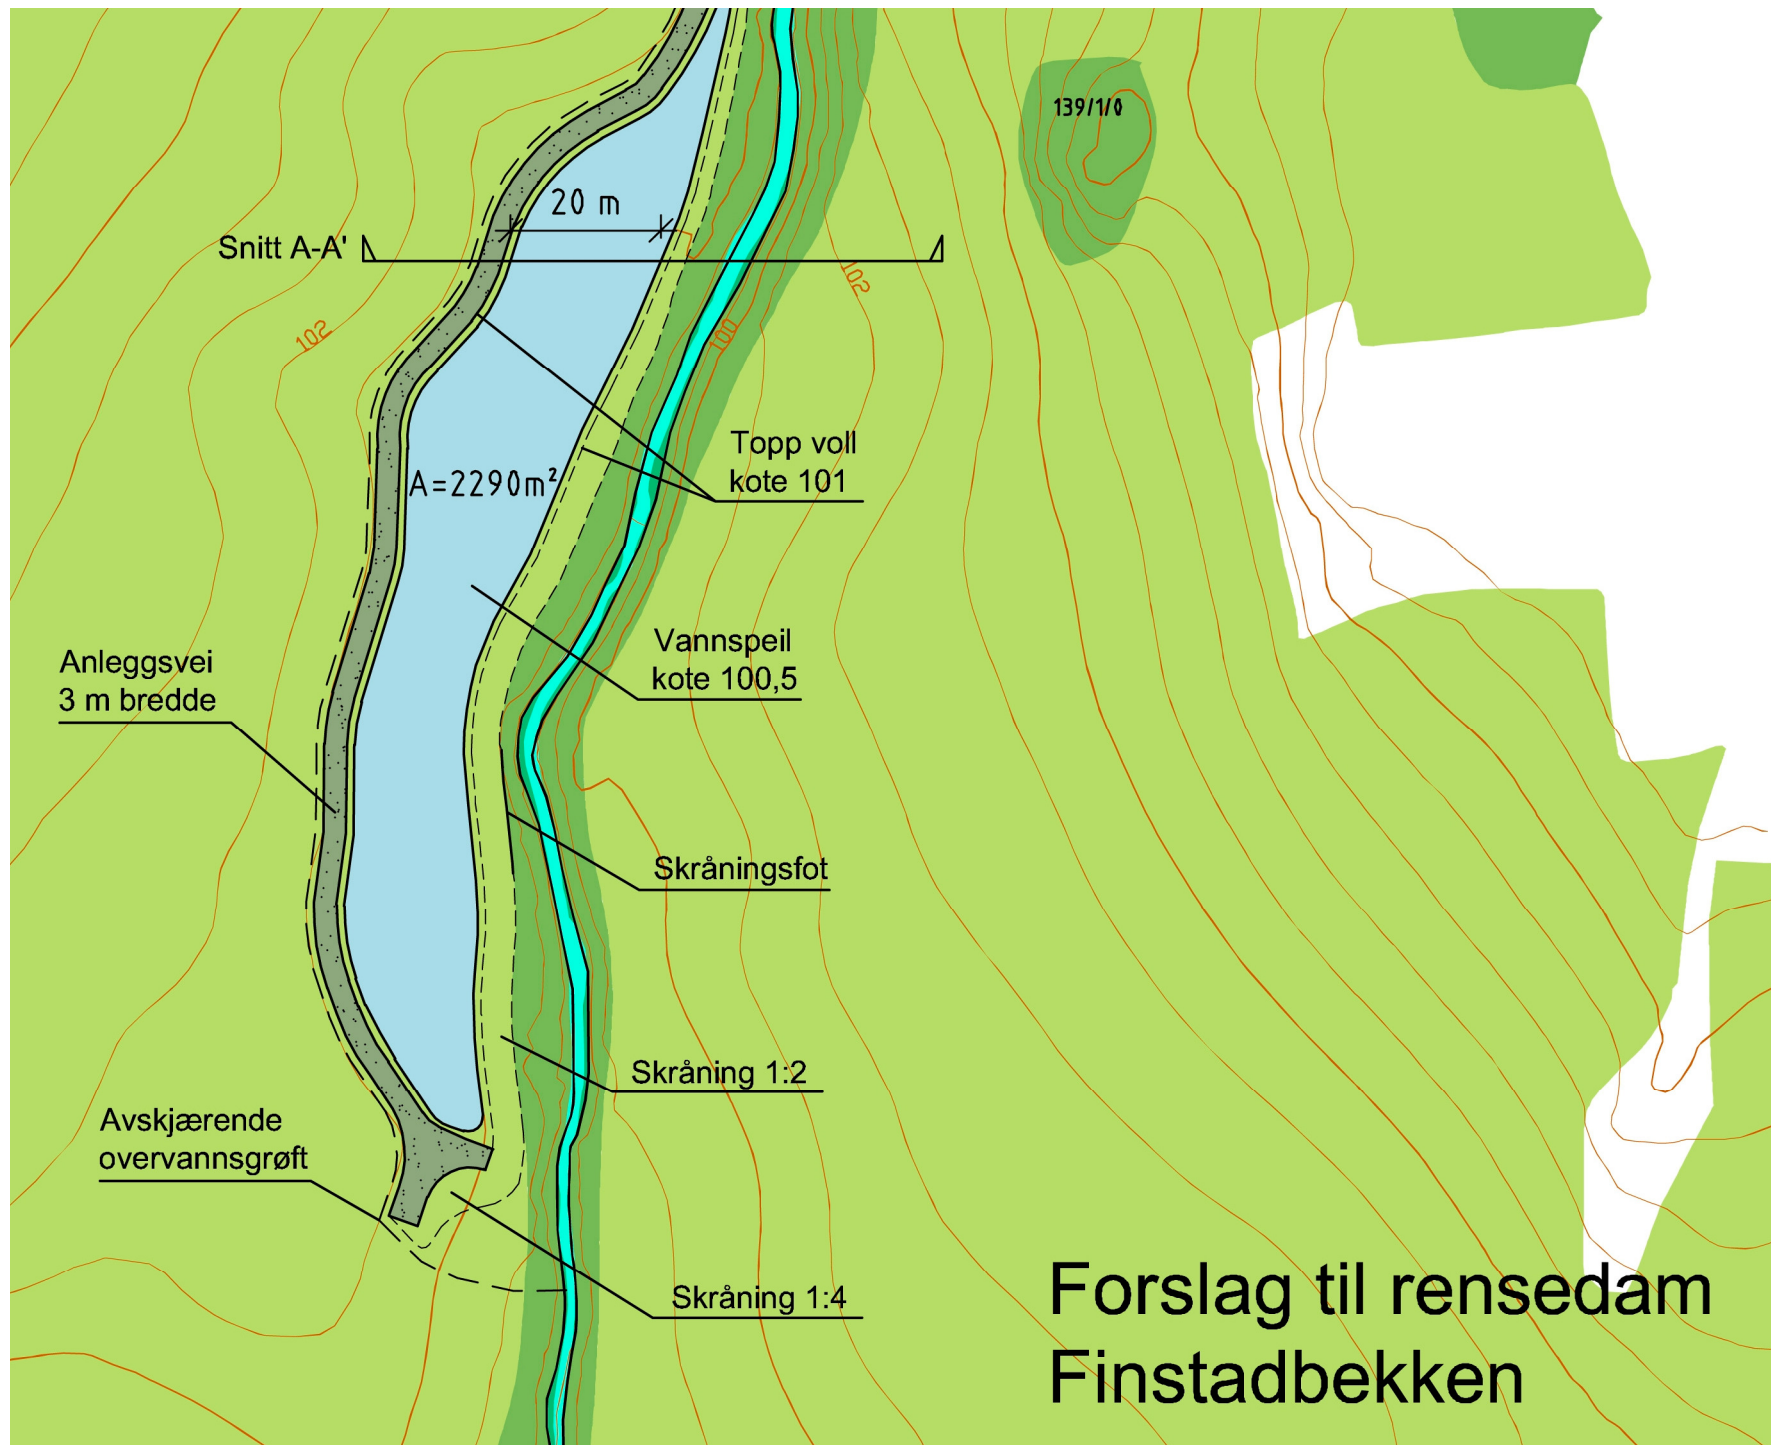 139/1/0
20 m
Snitt A-A'
102
102
100
Topp voll
kote 101
A=2290m²
Vannspeil
kote 100,5
Anleggsvei
3 m bredde
Skråningsfot
Skråning 1:2
Avskjærende
overvannsgrøft
Skråning 1:4
Forslag til rensedam
Finstadbekken